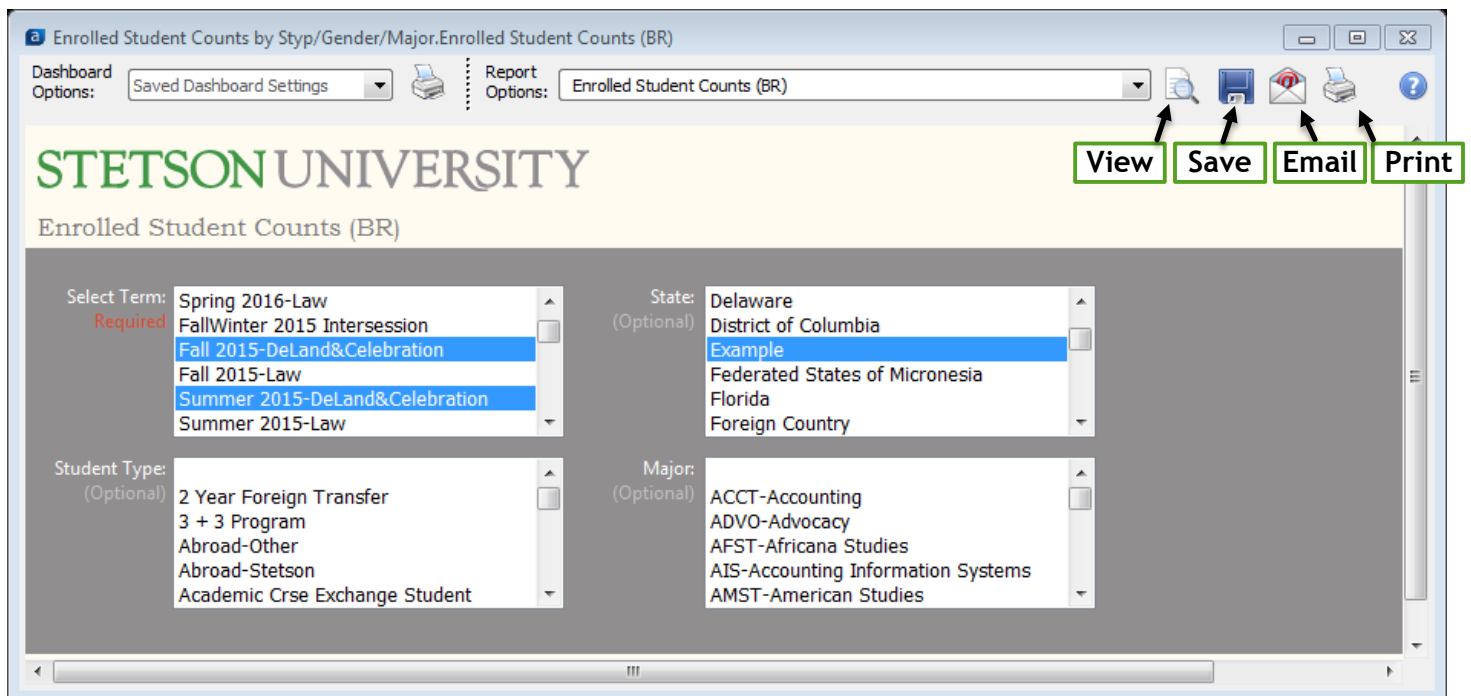 Enrolled Student Counts by Styp/Gender/Major.Enrolled Student Counts (BR)
Dashboard Options: Saved Dashboard Settings
Report Options: Enrolled Student Counts (BR)
View Save Email Print
STETSON UNIVERSITY
Enrolled Student Counts (BR)
Select Term:
Required
Spring 2016-Law
FallWinter 2015 Intersession
Fall 2015-DeLand&Celebration
Fall 2015-Law
Summer 2015-DeLand&Celebration
Summer 2015-Law
State:
(Optional)
Delaware
District of Columbia
Example
Federated States of Micronesia
Florida
Foreign Country
Student Type:
(Optional)
2 Year Foreign Transfer
3 + 3 Program
Abroad-Other
Abroad-Stetson
Academic Crse Exchange Student
Major:
(Optional)
ACCT-Accounting
ADVO-Advocacy
AFST-Africana Studies
AIS-Accounting Information Systems
AMST-American Studies